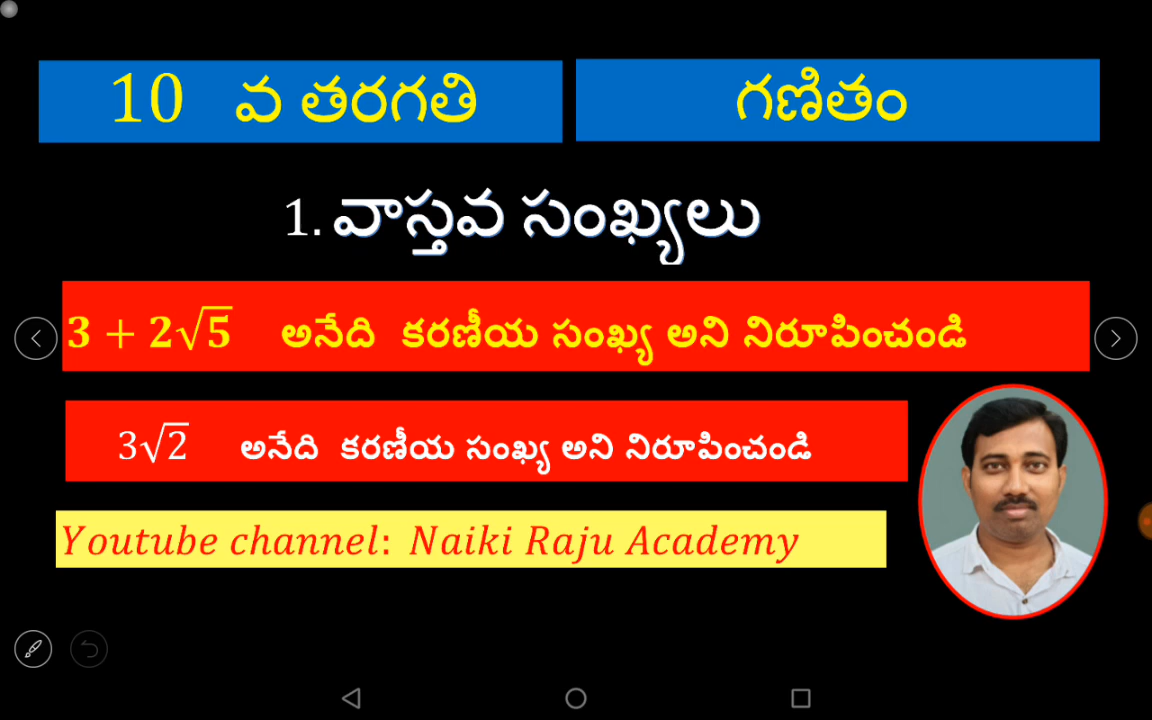 10 వ తరగతి గణితం
1. వాస్తవ సంఖ్యలు
3 + 2√5 అనేది కరణీయ సంఖ్య అని నిరూపించండి
3√2 అనేది కరణీయ సంఖ్య అని నిరూపించండి
Youtube channel: Naiki Raju Academy